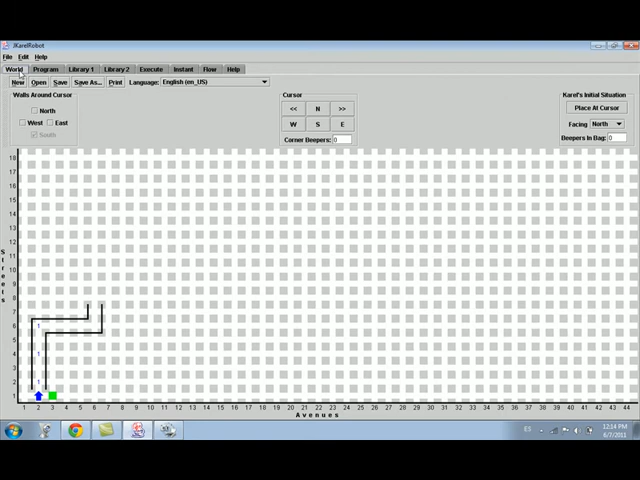 JKarelRobot
File Edit Help
World Program Library 1 Library 2 Execute Instant Flow Help
New Open Save Save As... Print Language: English (en_US)
Walls Around Cursor
North
West East
South
Cursor
<< N >>
W S E
Corner Beepers: 0
Karel's Initial Situation
Place At Cursor
Facing North
Beepers In Bag: 0
18
17
16
15
14
13
12
11
10
9
8
7
6
5
4
3
2
1
Streets
1
1
1
1 2 3 4 5 6 7 8 9 10 11 12 13 14 15 16 17 18 19 20 21 22 23 24 25 26 27 28 29 30 31 32 33 34 35 36 37 38 39 40 41 42 43 44
Avenues
ES 12:14 PM
6/7/2011